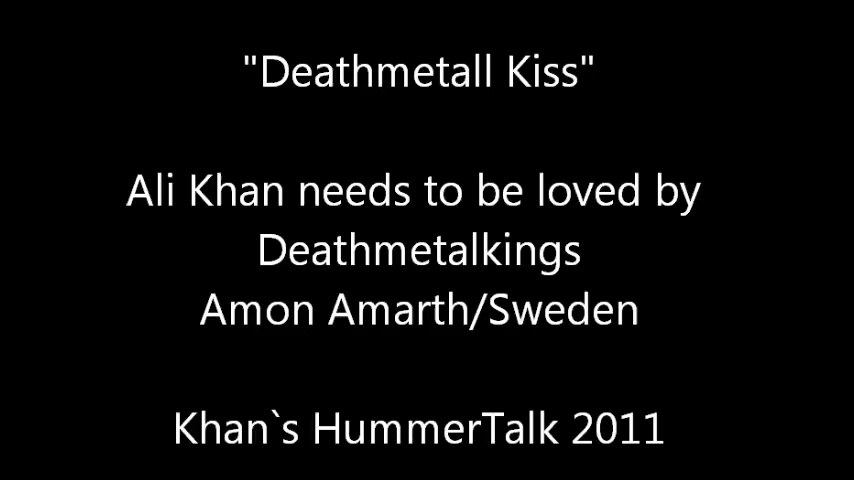 "Deathmetall Kiss"
Ali Khan needs to be loved by
Deathmetalkings
Amon Amarth/Sweden
Khan`s HummerTalk 2011